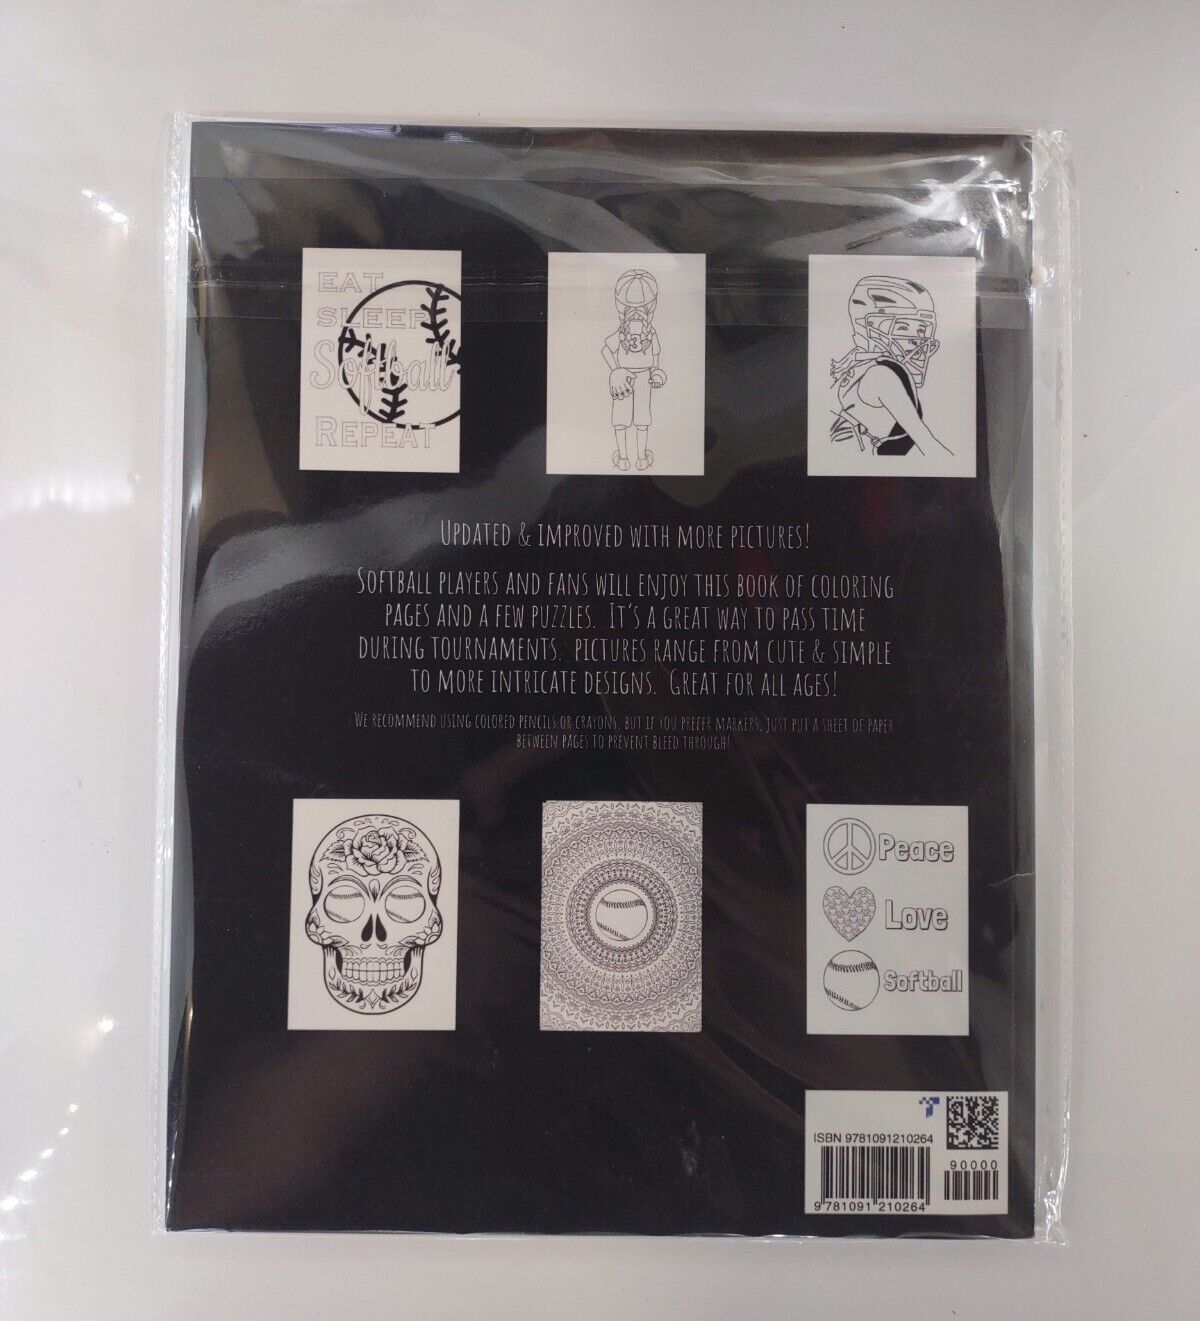 EAT
SLEEP
Softball
REPEAT
3
UPDATED & IMPROVED WITH MORE PICTURES!
SOFTBALL PLAYERS AND FANS WILL ENJOY THIS BOOK OF COLORING
PAGES AND A FEW PUZZLES. IT'S A GREAT WAY TO PASS TIME
DURING TOURNAMENTS. PICTURES RANGE FROM CUTE & SIMPLE
TO MORE INTRICATE DESIGNS. GREAT FOR ALL AGES!
WE RECOMMEND USING COLORED PENCILS OR CRAYONS, BUT IF YOU PREFER MARKERS, JUST PUT A SHEET OF PAPER
BETWEEN PAGES TO PREVENT BLEED THROUGH!
Peace
Love
Softball
ISBN 9781091210264
90000
9 781091 210264